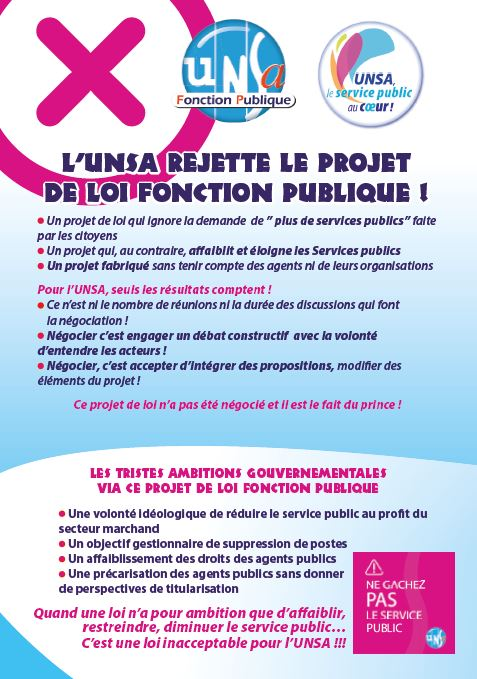 UNSa
Fonction Publique
UNSA,
le service public
au cœur !
L'UNSA REJETTE LE PROJET
DE LOI FONCTION PUBLIQUE !
• Un projet de loi qui ignore la demande de " plus de services publics" faite
par les citoyens
• Un projet qui, au contraire, affaiblit et éloigne les Services publics
• Un projet fabriqué sans tenir compte des agents ni de leurs organisations
Pour l'UNSA, seuls les résultats comptent !
• Ce n'est ni le nombre de réunions ni la durée des discussions qui font
la négociation !
• Négocier c'est engager un débat constructif avec la volonté
d'entendre les acteurs !
• Négocier, c'est accepter d'intégrer des propositions, modifier des
éléments du projet !
Ce projet de loi n'a pas été négocié et il est le fait du prince !
LES TRISTES AMBITIONS GOUVERNEMENTALES
VIA CE PROJET DE LOI FONCTION PUBLIQUE
• Une volonté idéologique de réduire le service public au profit du
secteur marchand
• Un objectif gestionnaire de suppression de postes
• Un affaiblissement des droits des agents publics
• Une précarisation des agents publics sans donner
de perspectives de titularisation
Quand une loi n'a pour ambition que d'affaiblir,
restreindre, diminuer le service public...
C'est une loi inacceptable pour l'UNSA !!!
NE GACHEZ
PAS
LE SERVICE
PUBLIC
UNSa